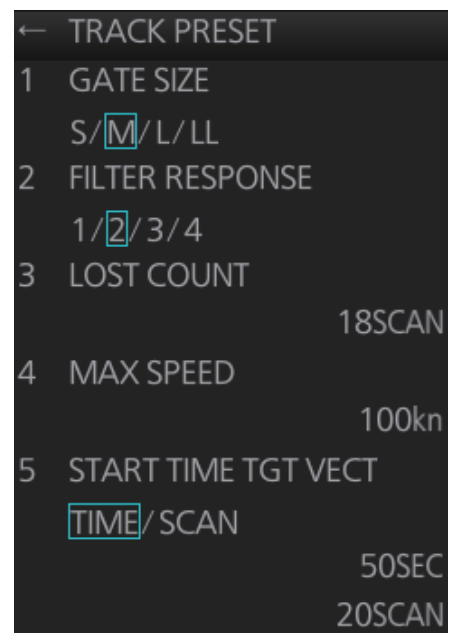 ← TRACK PRESET
1 GATE SIZE
S/M/L/LL
2 FILTER RESPONSE
1/2/3/4
3 LOST COUNT
18SCAN
4 MAX SPEED
100kn
5 START TIME TGT VECT
TIME/SCAN
50SEC
20SCAN